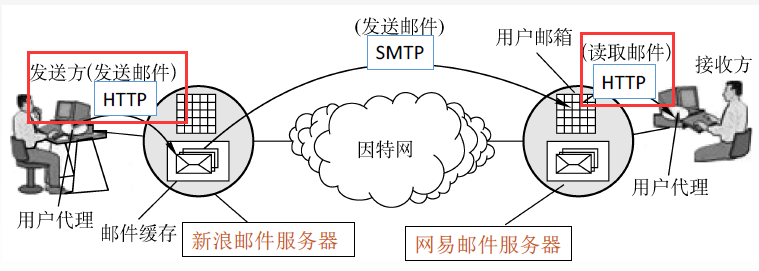 (发送邮件)
SMTP
用户邮箱
(读取邮件)
HTTP
接收方
发送方(发送邮件)
HTTP
因特网
用户代理
邮件缓存
新浪邮件服务器
网易邮件服务器
用户代理